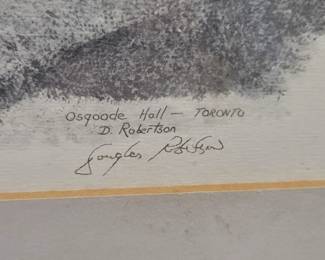 Osgoode Hall — TORONTO
D. Robertson
Douglas Robertson